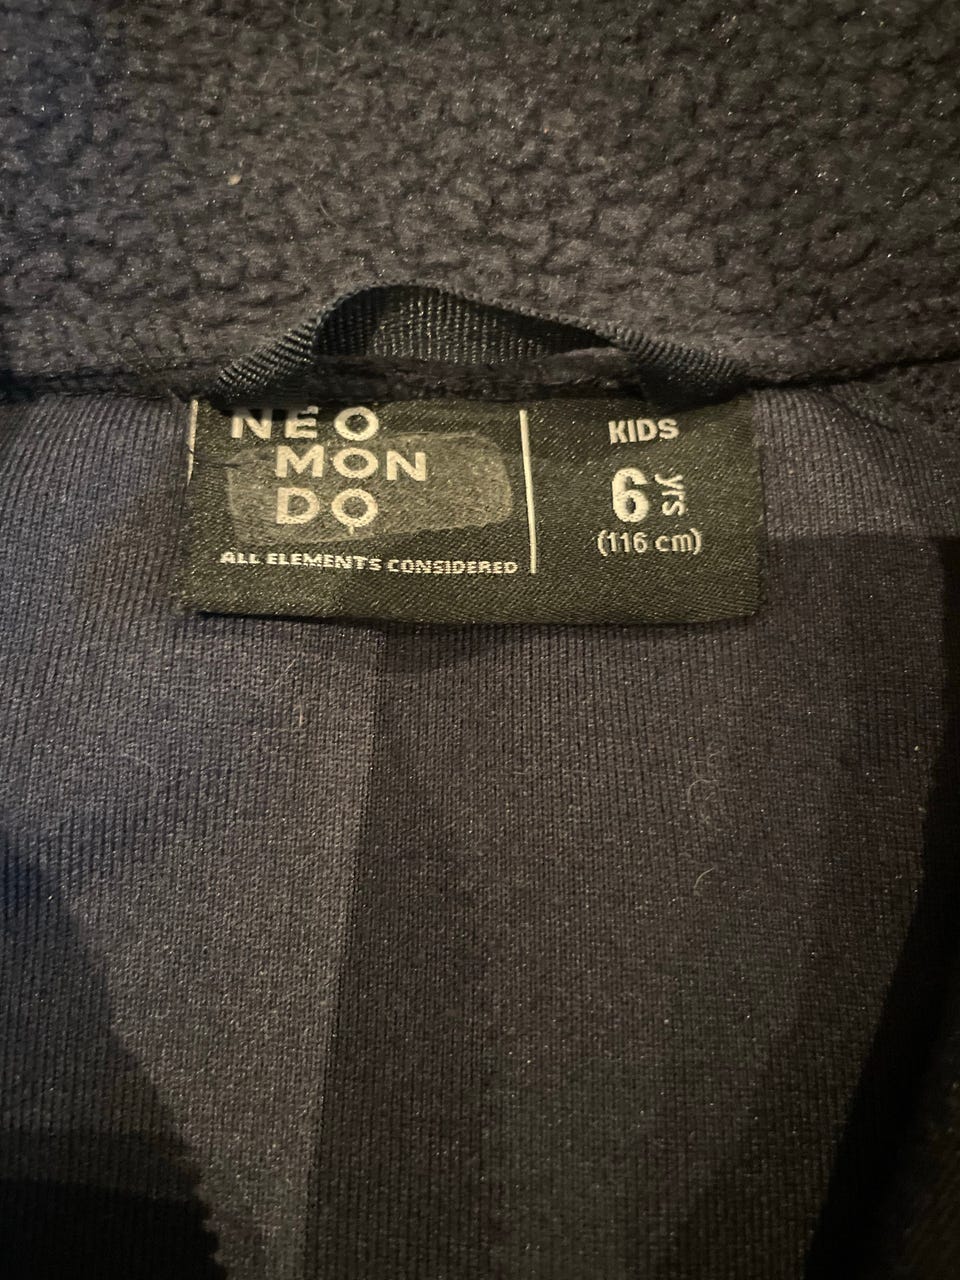 NEO
MON
DO
ALL ELEMENTS CONSIDERED
KIDS
6 yrs
(116 cm)